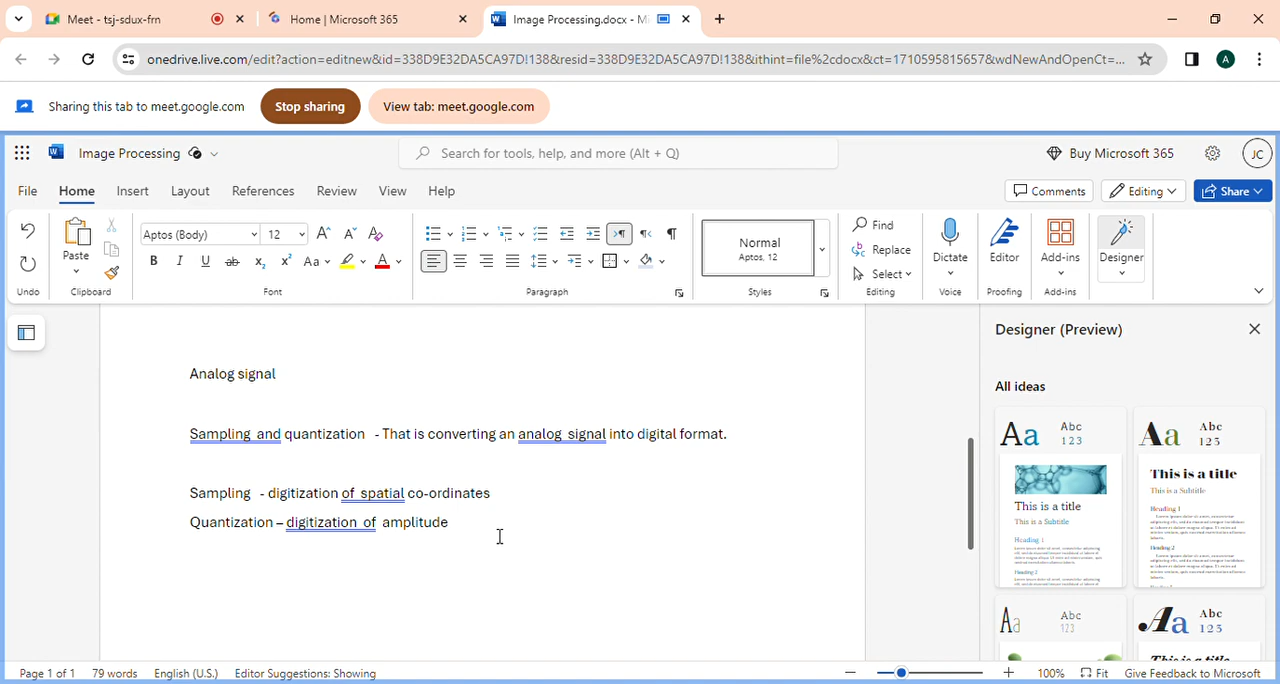 Meet - tsj-sdux-frn
Home | Microsoft 365
Image Processing.docx - Mi
onedrive.live.com/edit?action=editnew&id=338D9E32DA5CA97D!138&resid=338D9E32DA5CA97D!138&ithint=file%2cdocx&ct=1710595815657&wdNewAndOpenCt=...
A
Sharing this tab to meet.google.com
Stop sharing
View tab: meet.google.com
Image Processing
Search for tools, help, and more (Alt + Q)
Buy Microsoft 365
JC
File Home Insert Layout References Review View Help
Comments
Editing
Share
Paste
Aptos (Body) 12
Normal
Aptos, 12
Find
Replace
Select
Dictate
Editor
Add-ins
Designer
Undo Clipboard Font Paragraph Styles Editing Voice Proofing Add-ins
Analog signal
Sampling and quantization - That is converting an analog signal into digital format.
Sampling - digitization of spatial co-ordinates
Quantization – digitization of amplitude
Designer (Preview)
All ideas
Aa Abc 123
This is a title
This is a Subtitle
Heading 1
Heading 2
Aa Abc 123
This is a title
This is a Subtitle
Heading 1
Heading 2
Aa Abc 123
Aa Abc 123
Page 1 of 1 79 words English (U.S.) Editor Suggestions: Showing
100% Fit Give Feedback to Microsoft